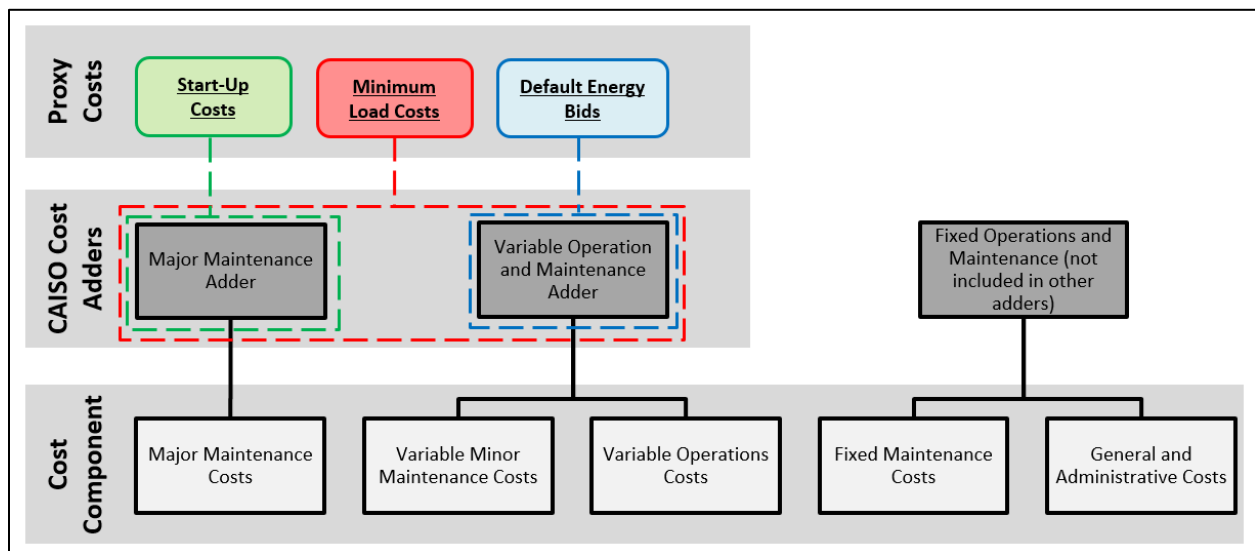 Proxy
Costs
Start-Up
Costs
Minimum
Load Costs
Default Energy
Bids
CAISO Cost
Adders
Major Maintenance
Adder
Variable Operation
and Maintenance
Adder
Fixed Operations and
Maintenance (not
included in other
adders)
Cost
Component
Major Maintenance
Costs
Variable Minor
Maintenance Costs
Variable Operations
Costs
Fixed Maintenance
Costs
General and
Administrative Costs